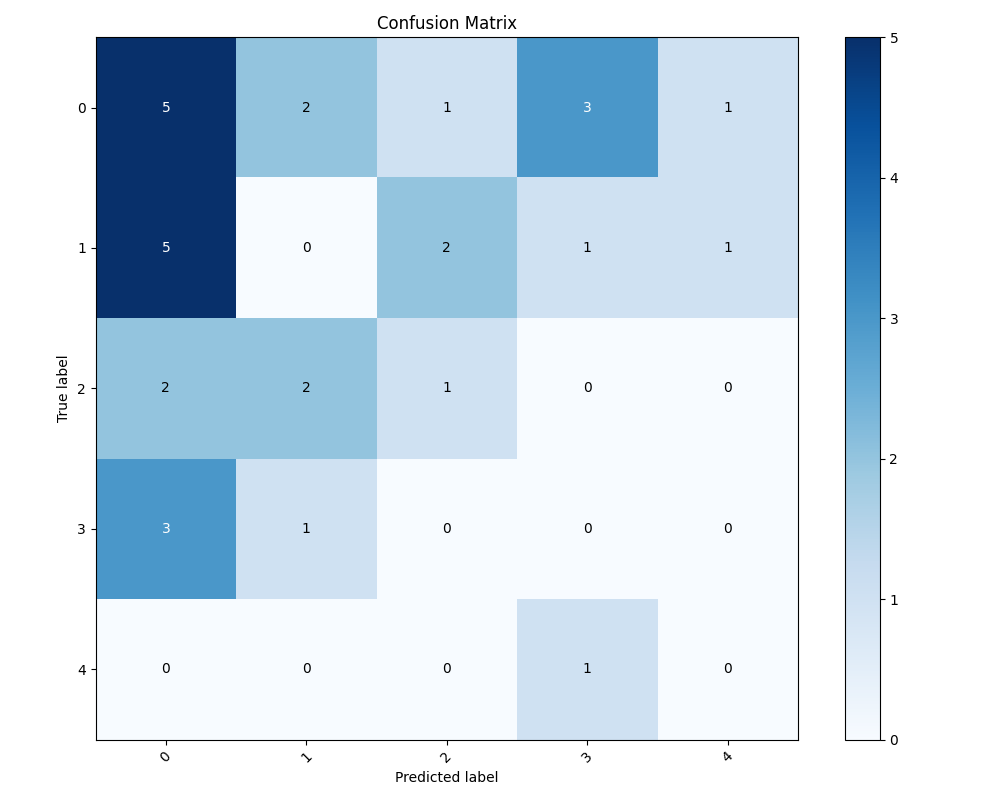 Confusion Matrix
0 5 2 1 3 1
1 5 0 2 1 1
2 2 2 1 0 0
3 3 1 0 0 0
4 0 0 0 1 0
0 1 2 3 4
True label
Predicted label
5
4
3
2
1
0